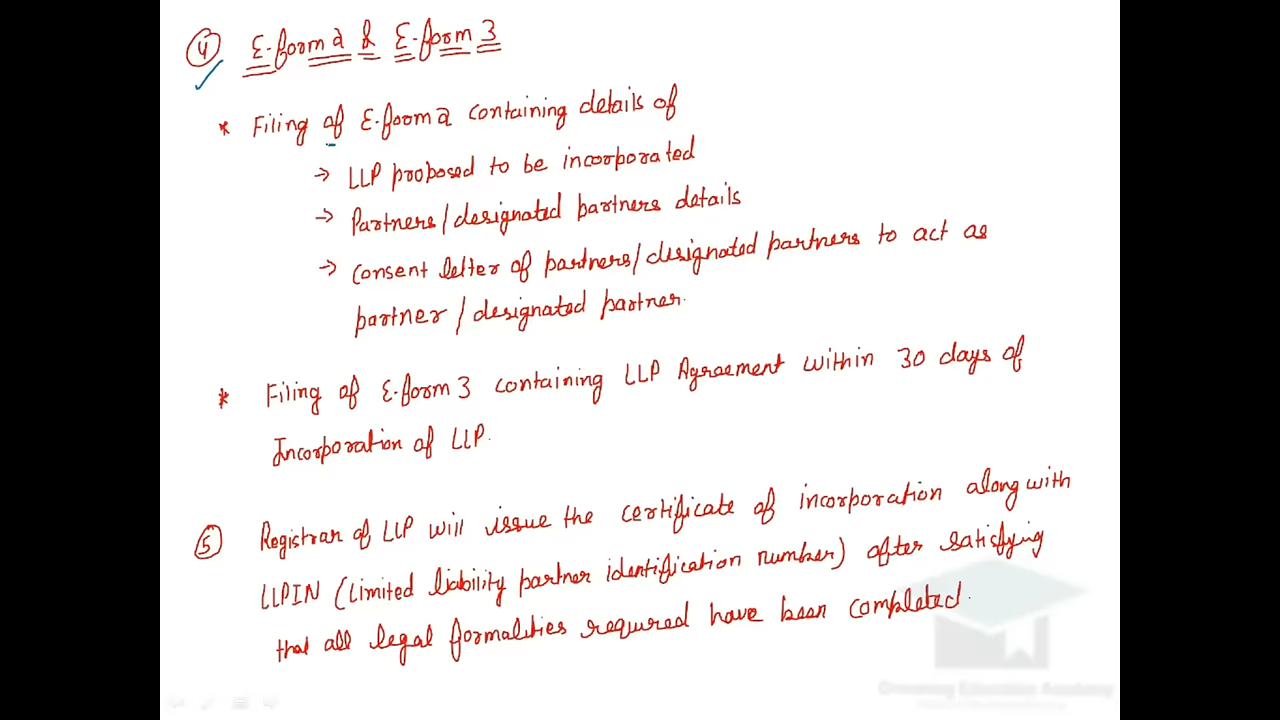 ④ E-form 2 & E-form 3
* Filing of E-form 2 containing details of
→ LLP proposed to be incorporated
→ Partners/designated partners details
→ consent letter of partners/designated partners to act as
partner/designated partner.
* Filing of E-form 3 containing LLP Agreement within 30 days of
Incorporation of LLP.
⑤ Registrar of LLP will issue the certificate of incorporation along with
LLPIN (Limited liability partner identification number) after satisfying
that all legal formalities required have been completed.
Education Academy